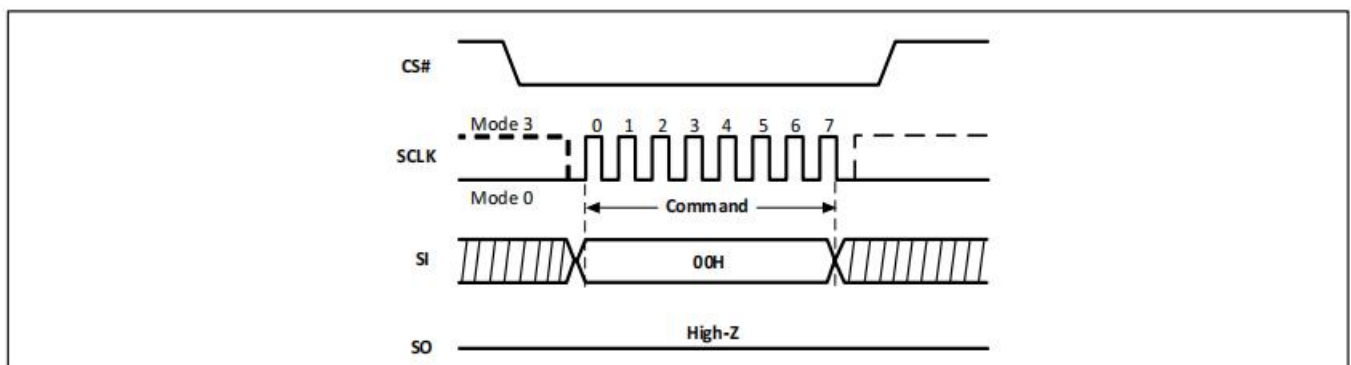 CS#
Mode 3
0 1 2 3 4 5 6 7
SCLK
Mode 0
Command
SI
00H
High-Z
SO